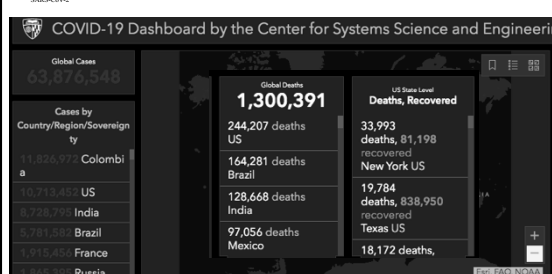 COVID-19 Dashboard by the Center for Systems Science and Engineeri
Global Cases
63,876,548
Cases by
Country/Region/Sovereign
ty
11,826,972 Colombi
a
10,713,452 US
8,728,795 India
5,781,582 Brazil
1,915,456 France
Russia
Global Deaths
1,300,391
244,207 deaths
US
164,281 deaths
Brazil
128,668 deaths
India
97,056 deaths
Mexico
US State Level
Deaths, Recovered
33,993
deaths, 81,198
recovered
New York US
19,784
deaths, 838,950
recovered
Texas US
18,172 deaths,
Esri, FAO, NOAA